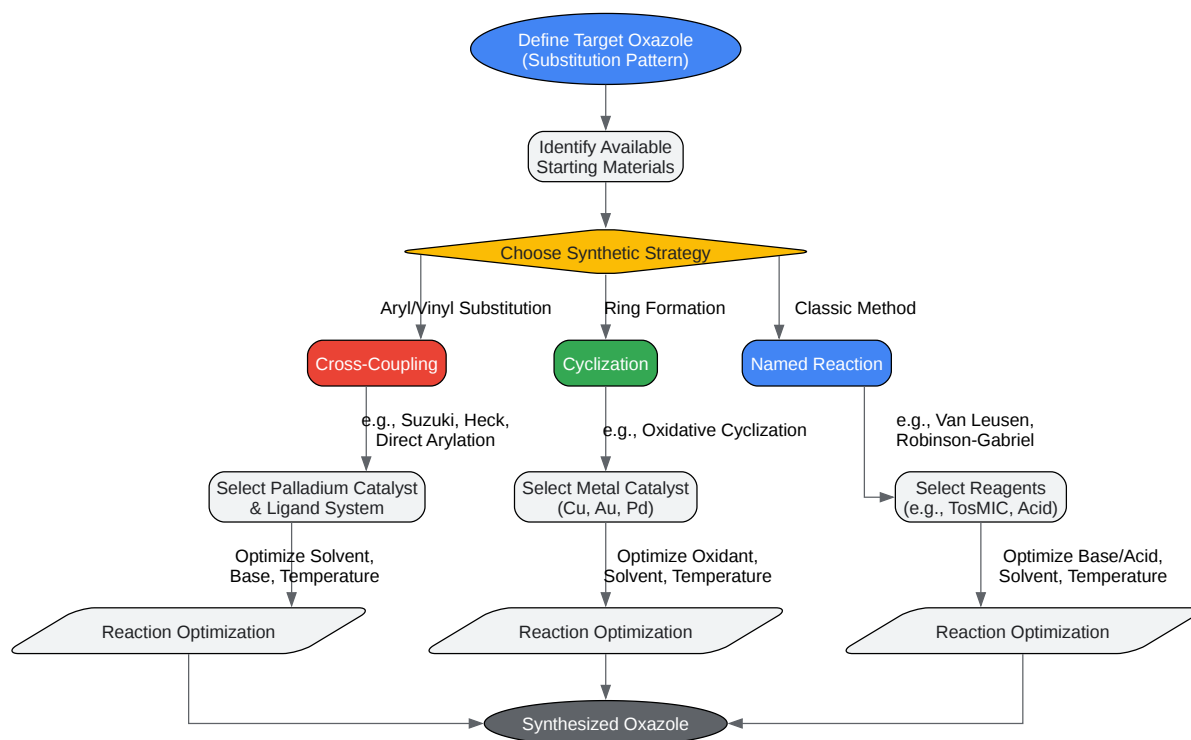 Define Target Oxazole
(Substitution Pattern)
Identify Available
Starting Materials
Choose Synthetic Strategy
Aryl/Vinyl Substitution
Ring Formation
Classic Method
Cross-Coupling
Cyclization
Named Reaction
e.g., Suzuki, Heck,
Direct Arylation
e.g., Oxidative Cyclization
e.g., Van Leusen,
Robinson-Gabriel
Select Palladium Catalyst
& Ligand System
Select Metal Catalyst
(Cu, Au, Pd)
Select Reagents
(e.g., TosMIC, Acid)
Optimize Solvent,
Base, Temperature
Optimize Oxidant,
Solvent, Temperature
Optimize Base/Acid,
Solvent, Temperature
Reaction Optimization
Reaction Optimization
Reaction Optimization
Synthesized Oxazole